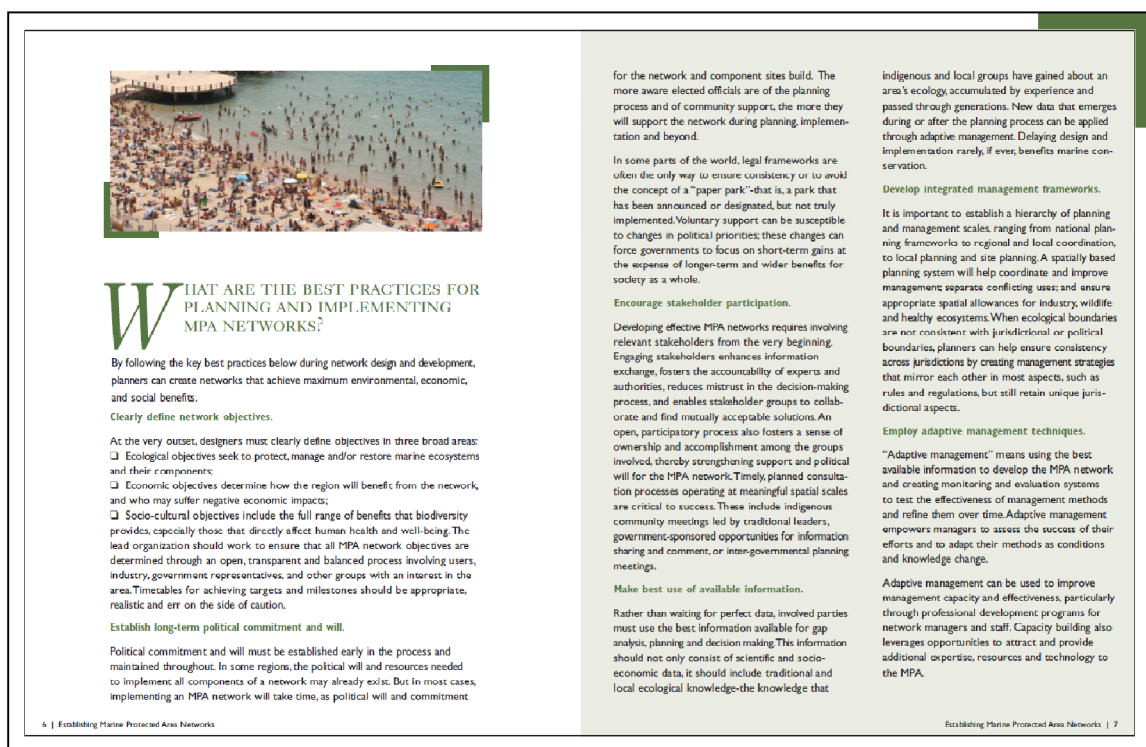 WHAT ARE THE BEST PRACTICES FOR
PLANNING AND IMPLEMENTING
MPA NETWORKS?
By following the key best practices below during network design and development,
planners can create networks that achieve maximum environmental, economic,
and social benefits.
Clearly define network objectives.
At the very outset, designers must clearly define objectives in three broad areas:
❏ Ecological objectives seek to protect, manage and/or restore marine ecosystems
and their components;
❏ Economic objectives determine how the region will benefit from the network,
and who may suffer negative economic impacts;
❏ Socio-cultural objectives include the full range of benefits that biodiversity
provides, especially those that directly affect human health and well-being. The
lead organization should work to ensure that all MPA network objectives are
determined through an open, transparent and balanced process involving users,
industry, government representatives, and other groups with an interest in the
area. Timetables for achieving targets and milestones should be appropriate,
realistic and err on the side of caution.
Establish long-term political commitment and will.
Political commitment and will must be established early in the process and
maintained throughout. In some regions, the political will and resources needed
to implement all components of a network may already exist. But in most cases,
implementing an MPA network will take time, as political will and commitment
6 | Establishing Marine Protected Area Networks
for the network and component sites build. The
more aware elected officials are of the planning
process and of community support, the more they
will support the network during planning, implemen-
tation and beyond.
In some parts of the world, legal frameworks are
often the only way to ensure consistency or to avoid
the concept of a "paper park"-that is, a park that
has been announced or designated, but not truly
implemented. Voluntary support can be susceptible
to changes in political priorities; these changes can
force governments to focus on short-term gains at
the expense of longer-term and wider benefits for
society as a whole.
Encourage stakeholder participation.
Developing effective MPA networks requires involving
relevant stakeholders from the very beginning.
Engaging stakeholders enhances information
exchange, fosters the accountability of experts and
authorities, reduces mistrust in the decision-making
process, and enables stakeholder groups to collab-
orate and find mutually acceptable solutions. An
open, participatory process also fosters a sense of
ownership and accomplishment among the groups
involved, thereby strengthening support and political
will for the MPA network. Timely, planned consulta-
tion processes operating at meaningful spatial scales
are critical to success. These include indigenous
community meetings led by traditional leaders,
government-sponsored opportunities for information
sharing and comment, or inter-governmental planning
meetings.
Make best use of available information.
Rather than waiting for perfect data, involved parties
must use the best information available for gap
analysis, planning and decision making. This information
should not only consist of scientific and socio-
economic data, it should include traditional and
local ecological knowledge-the knowledge that
indigenous and local groups have gained about an
area's ecology, accumulated by experience and
passed through generations. New data that emerges
during or after the planning process can be applied
through adaptive management. Delaying design and
implementation rarely, if ever, benefits marine con-
servation.
Develop integrated management frameworks.
It is important to establish a hierarchy of planning
and management scales, ranging from national plan-
ning frameworks to regional and local coordination,
to local planning and site planning. A spatially based
planning system will help coordinate and improve
management; separate conflicting uses; and ensure
appropriate spatial allowances for industry, wildlife
and healthy ecosystems. When ecological boundaries
are not consistent with jurisdictional or political
boundaries, planners can help ensure consistency
across jurisdictions by creating management strategies
that mirror each other in most aspects, such as
rules and regulations, but still retain unique juris-
dictional aspects.
Employ adaptive management techniques.
"Adaptive management" means using the best
available information to develop the MPA network
and creating monitoring and evaluation systems
to test the effectiveness of management methods
and refine them over time. Adaptive management
empowers managers to assess the success of their
efforts and to adapt their methods as conditions
and knowledge change.
Adaptive management can be used to improve
management capacity and effectiveness, particularly
through professional development programs for
network managers and staff. Capacity building also
leverages opportunities to attract and provide
additional expertise, resources and technology to
the MPA.
Establishing Marine Protected Area Networks | 7